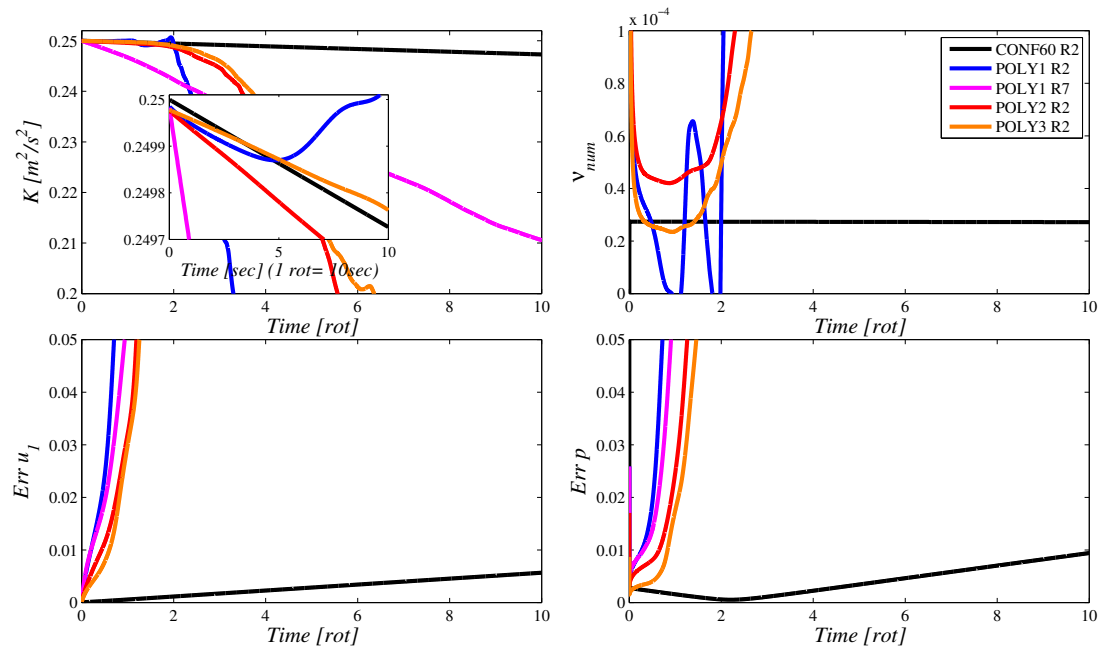 0.25
0.24
0.23
0.22
0.21
0.2
K [m²/s²]
0 2 4 6 8 10
Time [rot]
0.25
0.2499
0.2498
0.2497
0 5 10
Time [sec] (1 rot= 10sec)
x 10⁻⁴
1
0.8
0.6
0.4
0.2
0
ν_num
0 2 4 6 8 10
Time [rot]
CONF60 R2
POLY1 R2
POLY1 R7
POLY2 R2
POLY3 R2
0.05
0.04
0.03
0.02
0.01
0
Err u₁
0 2 4 6 8 10
Time [rot]
0.05
0.04
0.03
0.02
0.01
0
Err p
0 2 4 6 8 10
Time [rot]